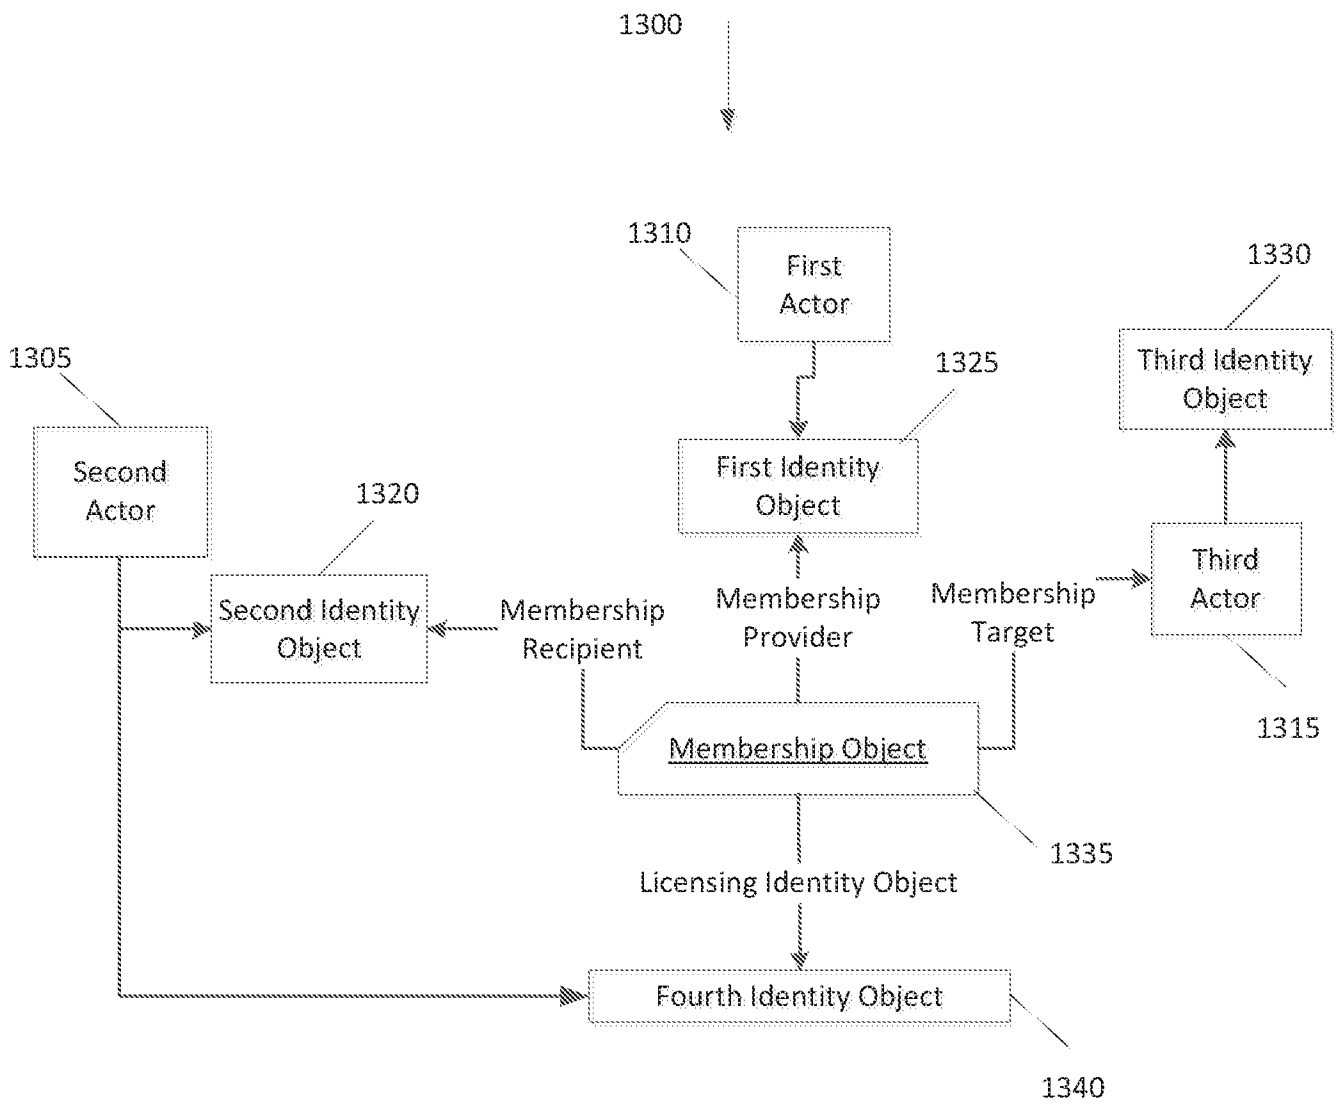 1300
1310
First
Actor
1330
1305
1325
Third Identity
Object
Second
Actor
First Identity
Object
1320
Third
Actor
Second Identity
Object
Membership
Recipient
Membership
Provider
Membership
Target
1315
Membership Object
1335
Licensing Identity Object
Fourth Identity Object
1340